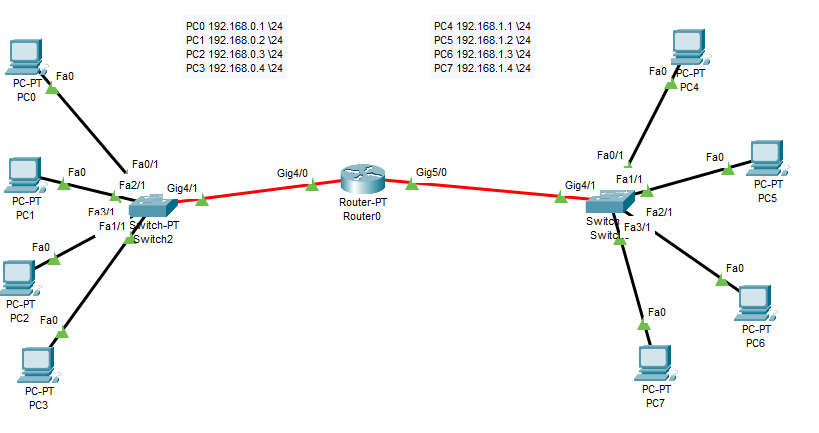 PC0 192.168.0.1 \24
PC1 192.168.0.2 \24
PC2 192.168.0.3 \24
PC3 192.168.0.4 \24
PC4 192.168.1.1 \24
PC5 192.168.1.2 \24
PC6 192.168.1.3 \24
PC7 192.168.1.4 \24
PC-PT
PC0
Fa0
PC-PT
PC1
Fa0
PC-PT
PC2
Fa0
PC-PT
PC3
Fa0
Fa0/1
Fa2/1
Fa3/1
Fa1/1
Gig4/1
Switch-PT
Switch2
Gig4/0
Router-PT
Router0
Gig5/0
Gig4/1
Fa0/1
Fa1/1
Fa2/1
Fa3/1
Switch
Switc
Fa0
PC-PT
PC4
Fa0
PC-PT
PC5
Fa0
PC-PT
PC6
Fa0
PC-PT
PC7